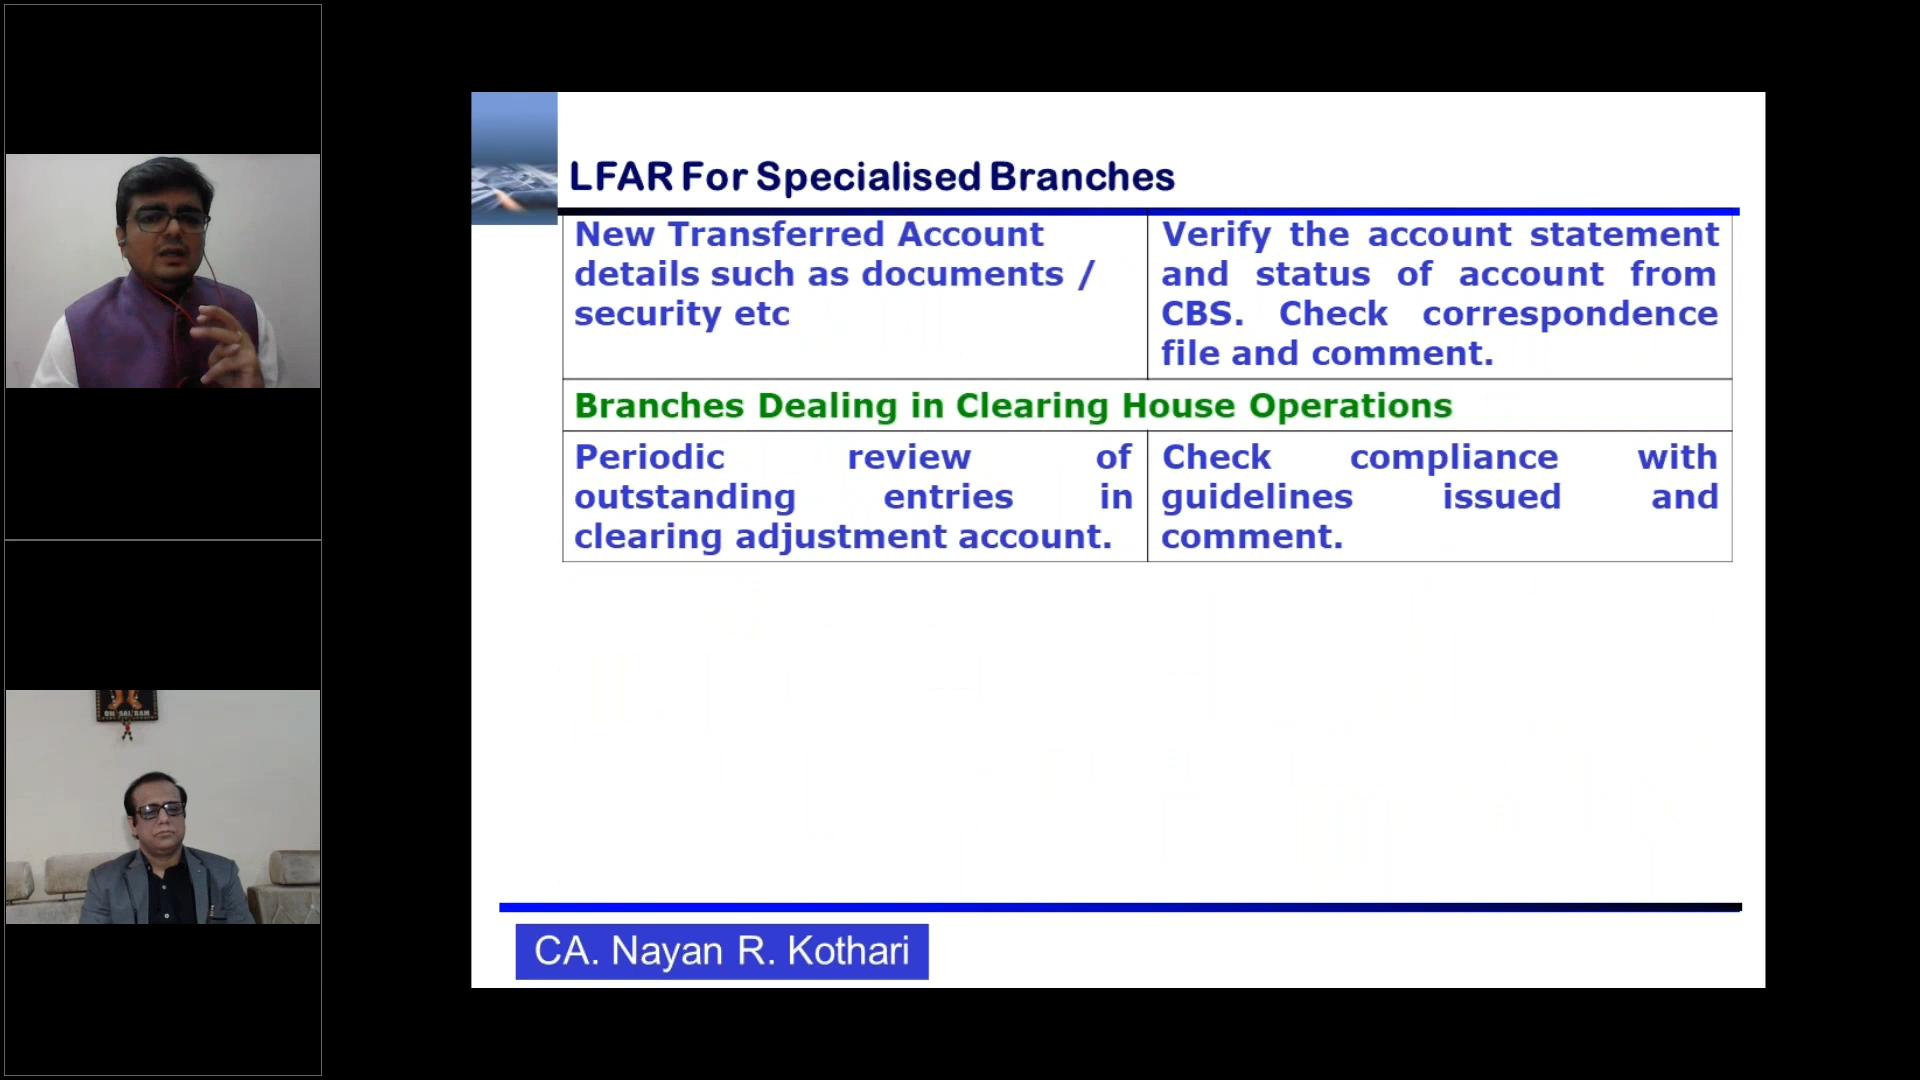 LFAR For Specialised Branches
New Transferred Account
details such as documents /
security etc
Verify the account statement
and status of account from
CBS. Check correspondence
file and comment.
Branches Dealing in Clearing House Operations
Periodic review of
outstanding entries in
clearing adjustment account.
Check compliance with
guidelines issued and
comment.
CA. Nayan R. Kothari